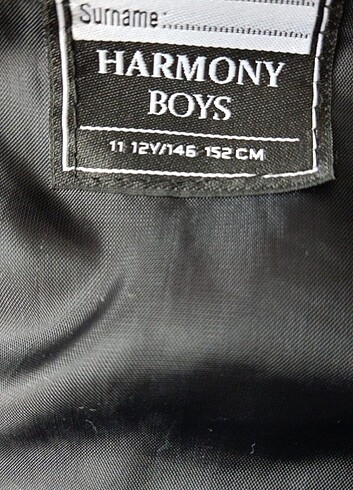 Surname:
HARMONY
BOYS
11 12Y/146 152 CM